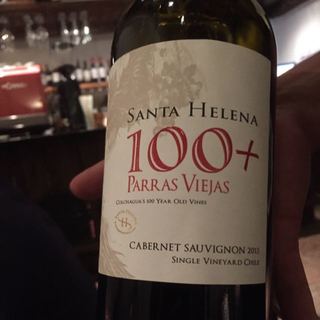 SANTA HELENA
100+
PARRAS VIEJAS
COLCHAGUA'S 100 YEAR OLD VINES
CABERNET SAUVIGNON 2013
SINGLE VINEYARD CHILE